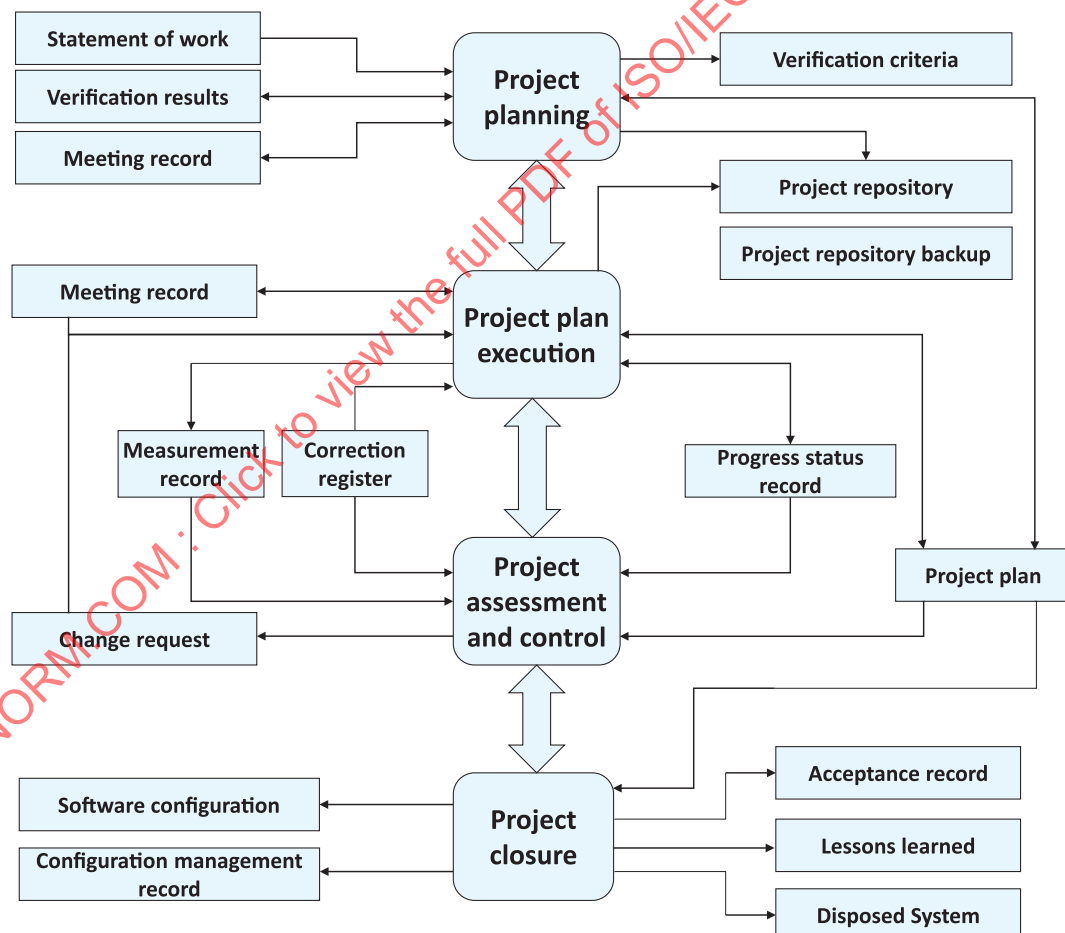 Statement of work
Verification results
Meeting record
Project
planning
Verification criteria
Project repository
Project repository backup
Meeting record
Project plan
execution
Measurement
record
Correction
register
Progress status
record
Project
assessment
and control
Project plan
Change request
Software configuration
Configuration management
record
Project
closure
Acceptance record
Lessons learned
Disposed System
NORM.COM : Click to view the full PDF of ISO/IEC